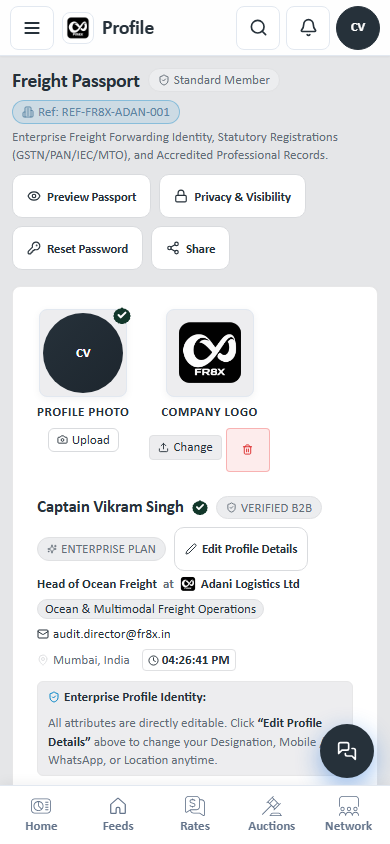 FR8X
Profile
CV
Freight Passport
Standard Member
Ref: REF-FR8X-ADAN-001
Enterprise Freight Forwarding Identity, Statutory Registrations
(GSTN/PAN/IEC/MTO), and Accredited Professional Records.
Preview Passport
Privacy & Visibility
Reset Password
Share
CV
FR8X
PROFILE PHOTO
COMPANY LOGO
Upload
Change
Captain Vikram Singh
VERIFIED B2B
ENTERPRISE PLAN
Edit Profile Details
Head of Ocean Freight at Adani Logistics Ltd
Ocean & Multimodal Freight Operations
audit.director@fr8x.in
Mumbai, India
04:26:41 PM
Enterprise Profile Identity:
All attributes are directly editable. Click “Edit Profile
Details” above to change your Designation, Mobile
WhatsApp, or Location anytime.
Home
Feeds
Rates
Auctions
Network